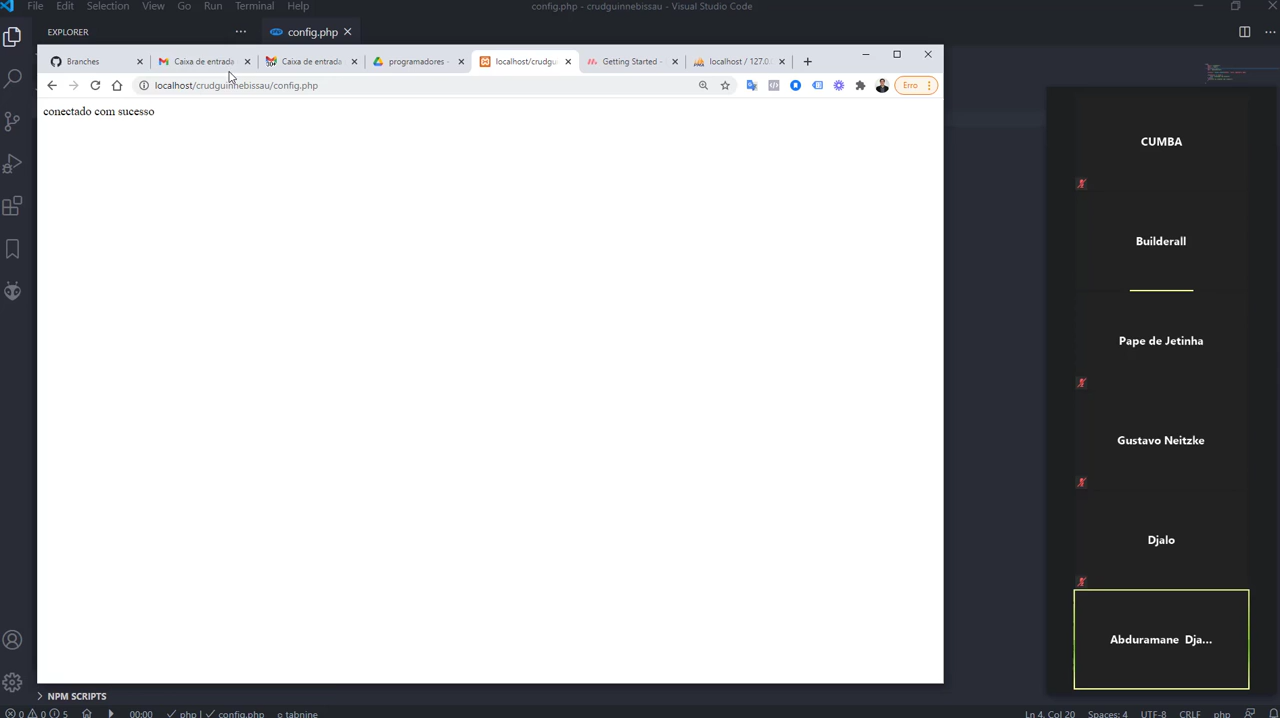 File Edit Selection View Go Run Terminal Help
config.php - crudguinnebissau - Visual Studio Code
EXPLORER
config.php
Branches
Caixa de entrada
Caixa de entrada
programadores -
localhost/crudgu
Getting Started -
localhost / 127.0.
localhost/crudguinnebissau/config.php
Erro
conectado com sucesso
CUMBA
Builderall
Pape de Jetinha
Gustavo Neitzke
Djalo
Abduramane Dja...
NPM SCRIPTS
0 0 5 00:00 php config.php tabnine
Ln 4, Col 20 Spaces: 4 UTF-8 CRLF php